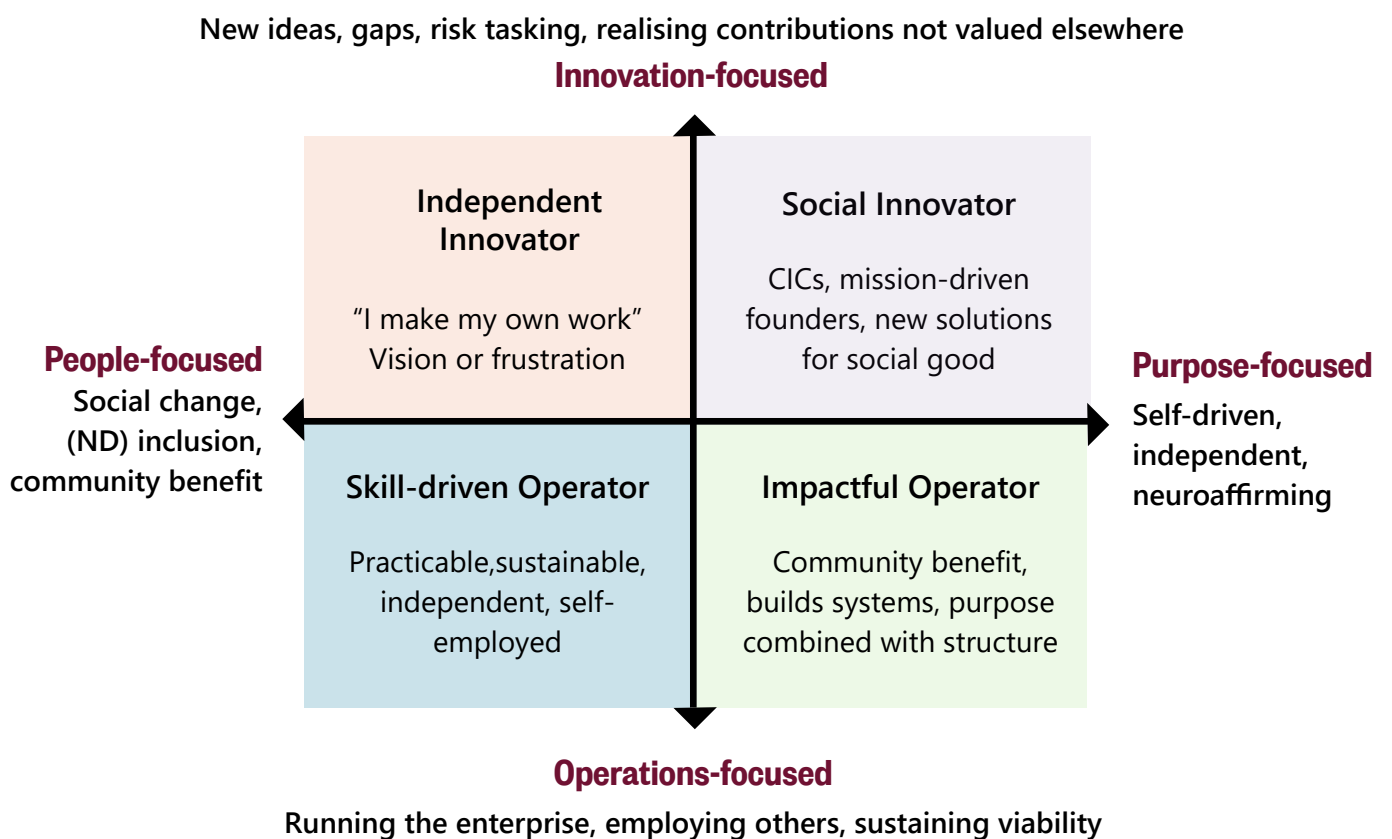 New ideas, gaps, risk tasking, realising contributions not valued elsewhere
Innovation-focused
Independent
Innovator
“I make my own work”
Vision or frustration
Social Innovator
CICs, mission-driven
founders, new solutions
for social good
People-focused
Social change,
(ND) inclusion,
community benefit
Purpose-focused
Self-driven,
independent,
neuroaffirming
Skill-driven Operator
Practicable,sustainable,
independent, self-
employed
Impactful Operator
Community benefit,
builds systems, purpose
combined with structure
Operations-focused
Running the enterprise, employing others, sustaining viability